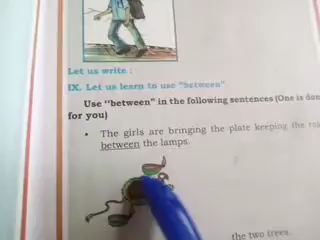 Let us write :
IX. Let us learn to use "between"
Use "between" in the following sentences (One is
for you)
• The girls are bringing the plate keeping the
between the lamps.
the two trees.